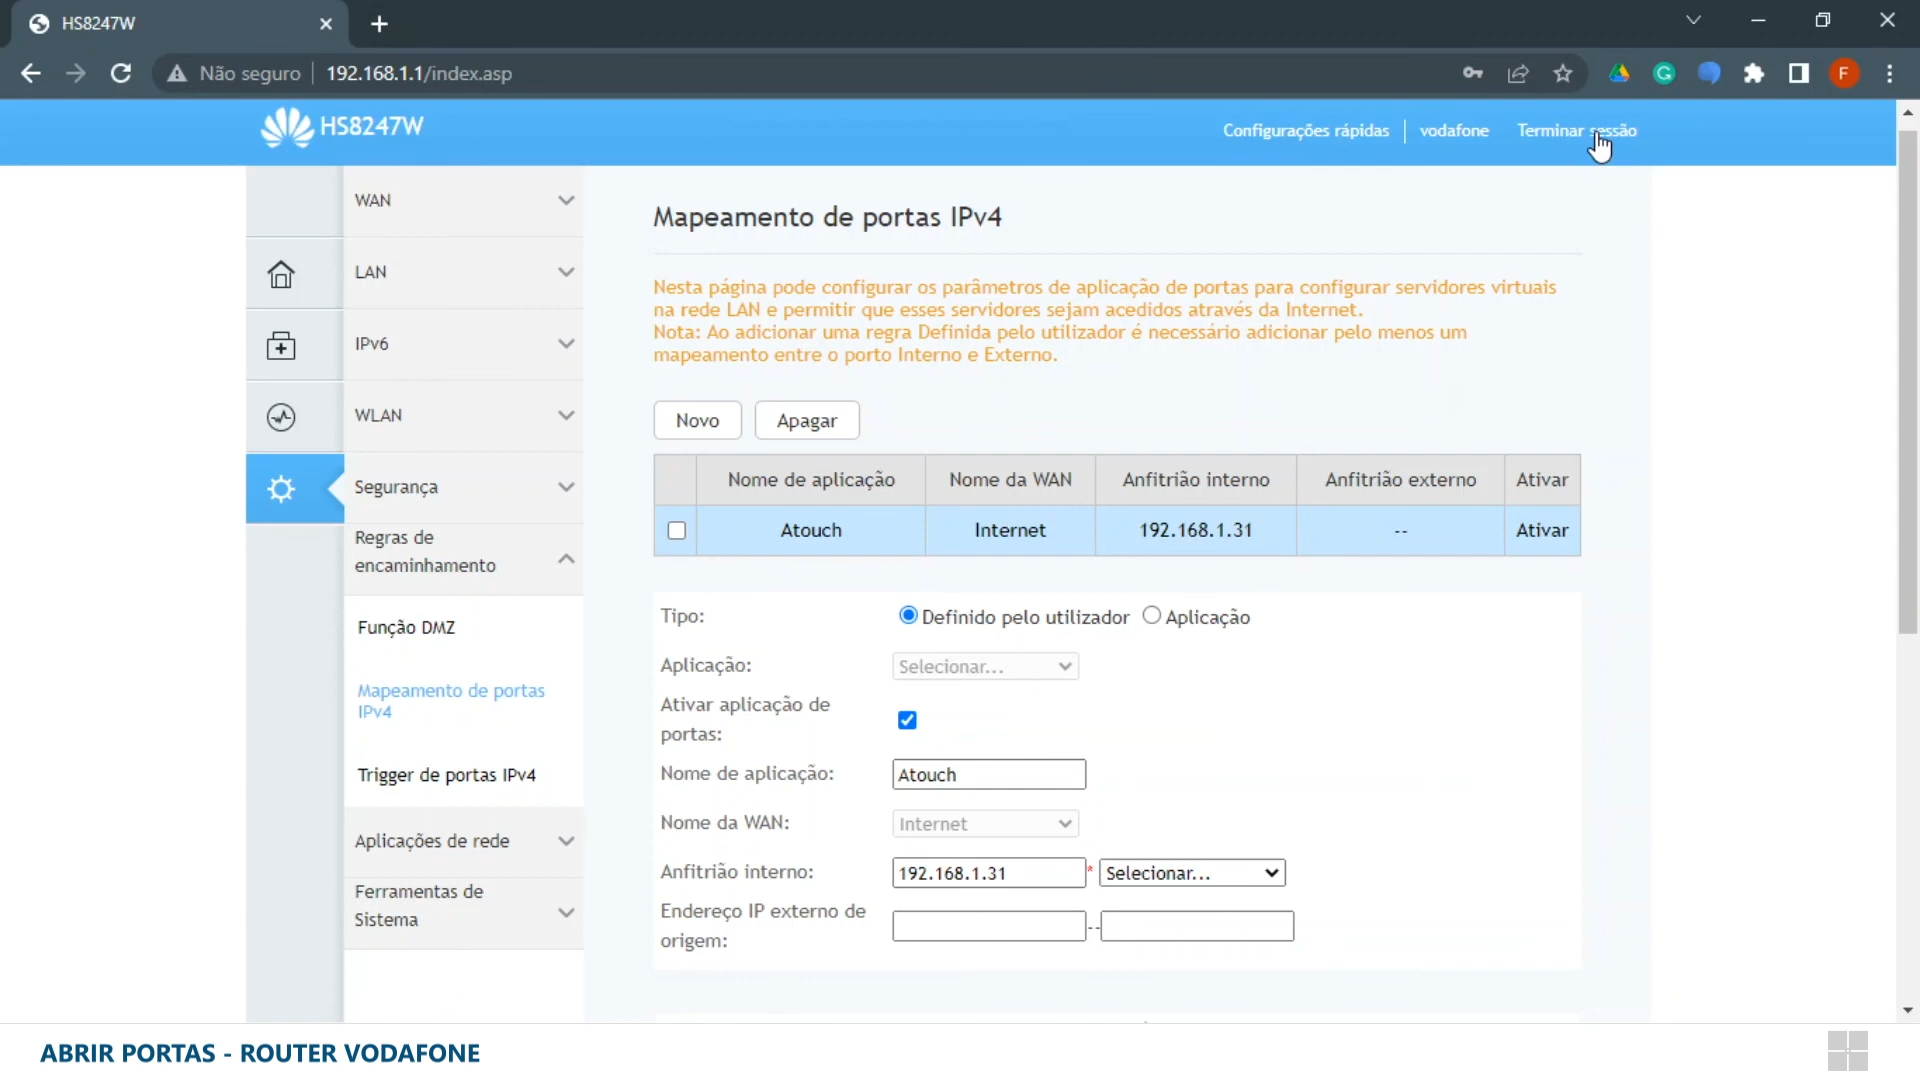 HS8247W
Não seguro
192.168.1.1/index.asp
F
HS8247W
Configurações rápidas
vodafone
Terminar sessão
WAN
LAN
IPv6
WLAN
Segurança
Regras de
encaminhamento
Função DMZ
Mapeamento de portas
IPv4
Trigger de portas IPv4
Aplicações de rede
Ferramentas de
Sistema
Mapeamento de portas IPv4
Nesta página pode configurar os parâmetros de aplicação de portas para configurar servidores virtuais
na rede LAN e permitir que esses servidores sejam acedidos através da Internet.
Nota: Ao adicionar uma regra Definida pelo utilizador é necessário adicionar pelo menos um
mapeamento entre o porto Interno e Externo.
Novo
Apagar
Nome de aplicação Nome da WAN Anfitrião interno Anfitrião externo Ativar
Atouch Internet 192.168.1.31 -- Ativar
Tipo: Definido pelo utilizador Aplicação
Aplicação: Selecionar...
Ativar aplicação de
portas:
Nome de aplicação: Atouch
Nome da WAN: Internet
Anfitrião interno: 192.168.1.31 * Selecionar...
Endereço IP externo de
origem: --
ABRIR PORTAS - ROUTER VODAFONE